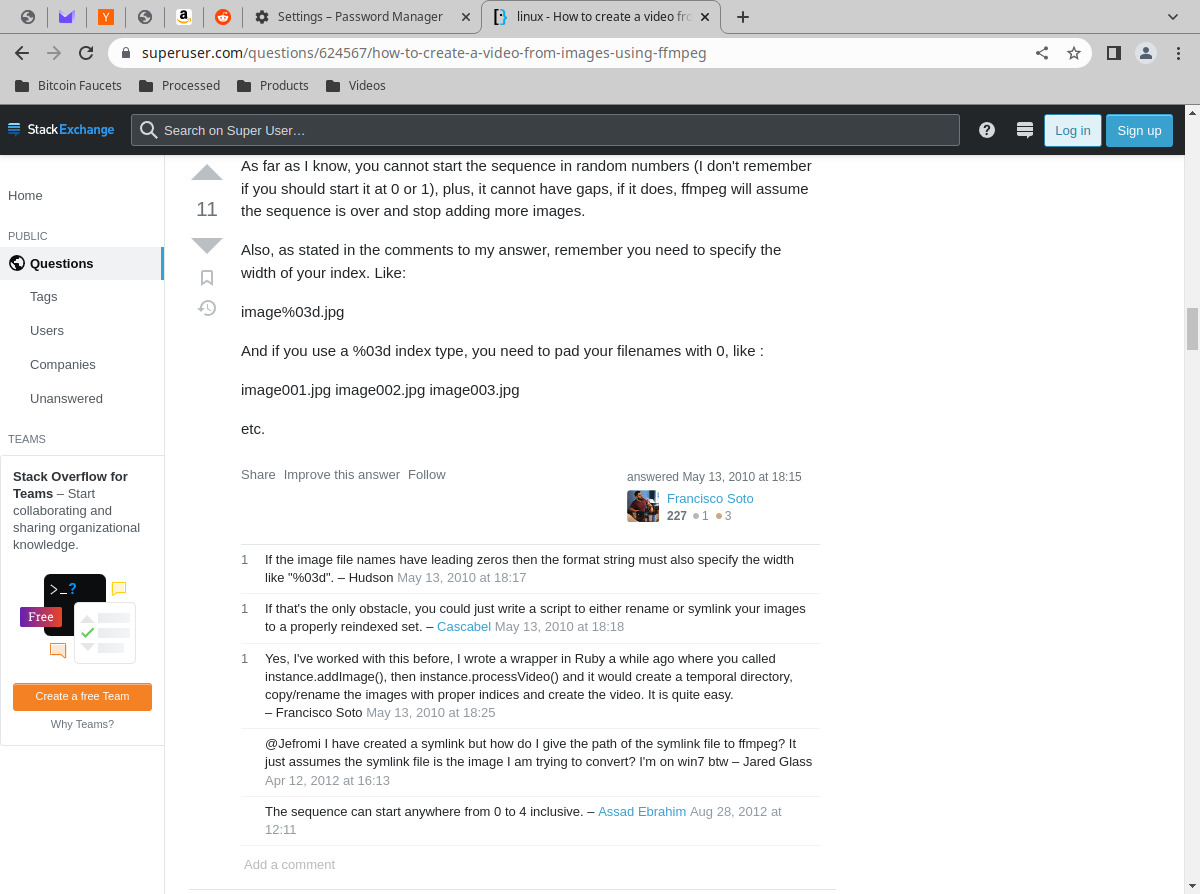 Y
Settings – Password Manager
linux - How to create a video fro
superuser.com/questions/624567/how-to-create-a-video-from-images-using-ffmpeg
Bitcoin Faucets
Processed
Products
Videos
StackExchange
Search on Super User…
Log in
Sign up
Home
PUBLIC
Questions
Tags
Users
Companies
Unanswered
TEAMS
Stack Overflow for
Teams – Start
collaborating and
sharing organizational
knowledge.
>_?
Free
Create a free Team
Why Teams?
11
As far as I know, you cannot start the sequence in random numbers (I don't remember
if you should start it at 0 or 1), plus, it cannot have gaps, if it does, ffmpeg will assume
the sequence is over and stop adding more images.
Also, as stated in the comments to my answer, remember you need to specify the
width of your index. Like:
image%03d.jpg
And if you use a %03d index type, you need to pad your filenames with 0, like :
image001.jpg image002.jpg image003.jpg
etc.
Share Improve this answer Follow
answered May 13, 2010 at 18:15
Francisco Soto
227 1 3
1 If the image file names have leading zeros then the format string must also specify the width
like "%03d". – Hudson May 13, 2010 at 18:17
1 If that's the only obstacle, you could just write a script to either rename or symlink your images
to a properly reindexed set. – Cascabel May 13, 2010 at 18:18
1 Yes, I've worked with this before, I wrote a wrapper in Ruby a while ago where you called
instance.addImage(), then instance.processVideo() and it would create a temporal directory,
copy/rename the images with proper indices and create the video. It is quite easy.
– Francisco Soto May 13, 2010 at 18:25
@Jefromi I have created a symlink but how do I give the path of the symlink file to ffmpeg? It
just assumes the symlink file is the image I am trying to convert? I'm on win7 btw – Jared Glass
Apr 12, 2012 at 16:13
The sequence can start anywhere from 0 to 4 inclusive. – Assad Ebrahim Aug 28, 2012 at
12:11
Add a comment